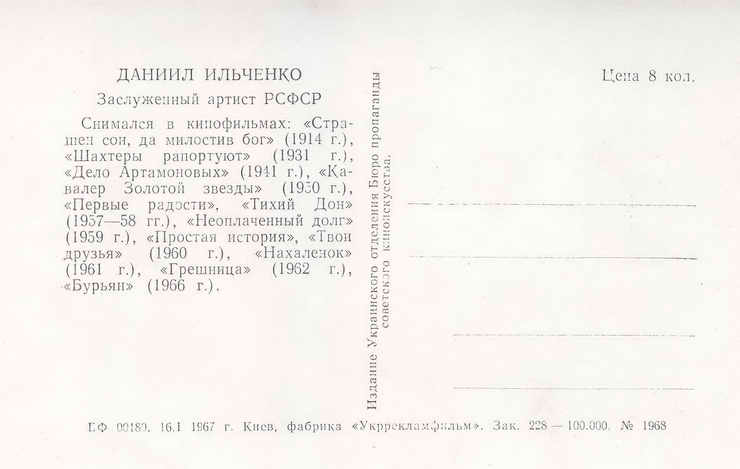 ДАНИИЛ ИЛЬЧЕНКО
Заслуженный артист РСФСР
Снимался в кинофильмах: «Стра-
шен сон, да милостив бог» (1914 г.),
«Шахтеры рапортуют» (1931 г.),
«Дело Артамоновых» (1941 г.), «Ка-
валер Золотой звезды» (1950 г.),
«Первые радости», «Тихий Дон»
(1957—58 гг.), «Неоплаченный долг»
(1959 г.), «Простая история», «Твои
друзья» (1960 г.), «Нахаленок»
(1961 г.), «Грешница» (1962 г.),
«Бурьян» (1966 г.).
Издание Украинского отделения Бюро пропаганды
советского киноискусства.
Цена 8 коп.
БФ 00180. 16.1 1967 г. Киев, фабрика «Укррекламфильм». Зак. 228 — 100.000. № 1968